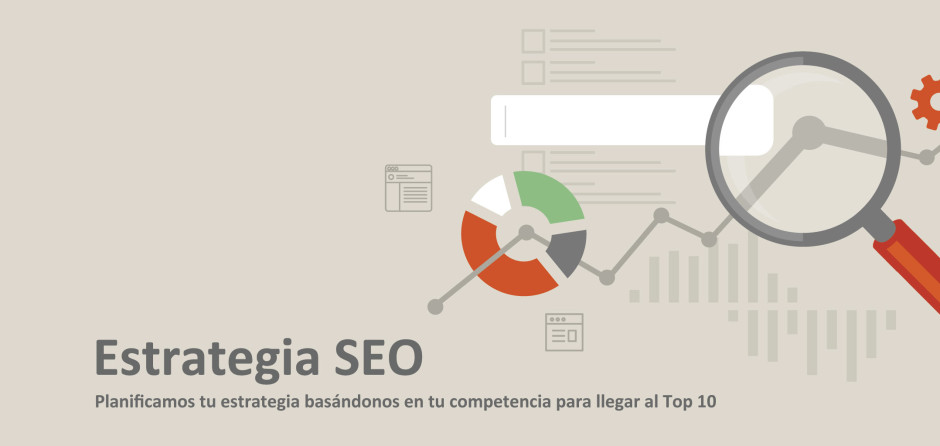 Estrategia SEO
Planificamos tu estrategia basándonos en tu competencia para llegar al Top 10